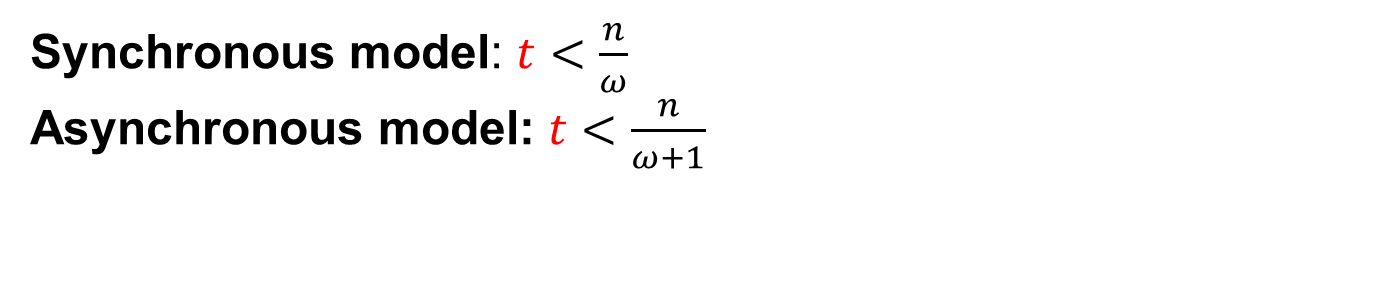 Synchronous model: t < n/ω
Asynchronous model: t < n/(ω+1)